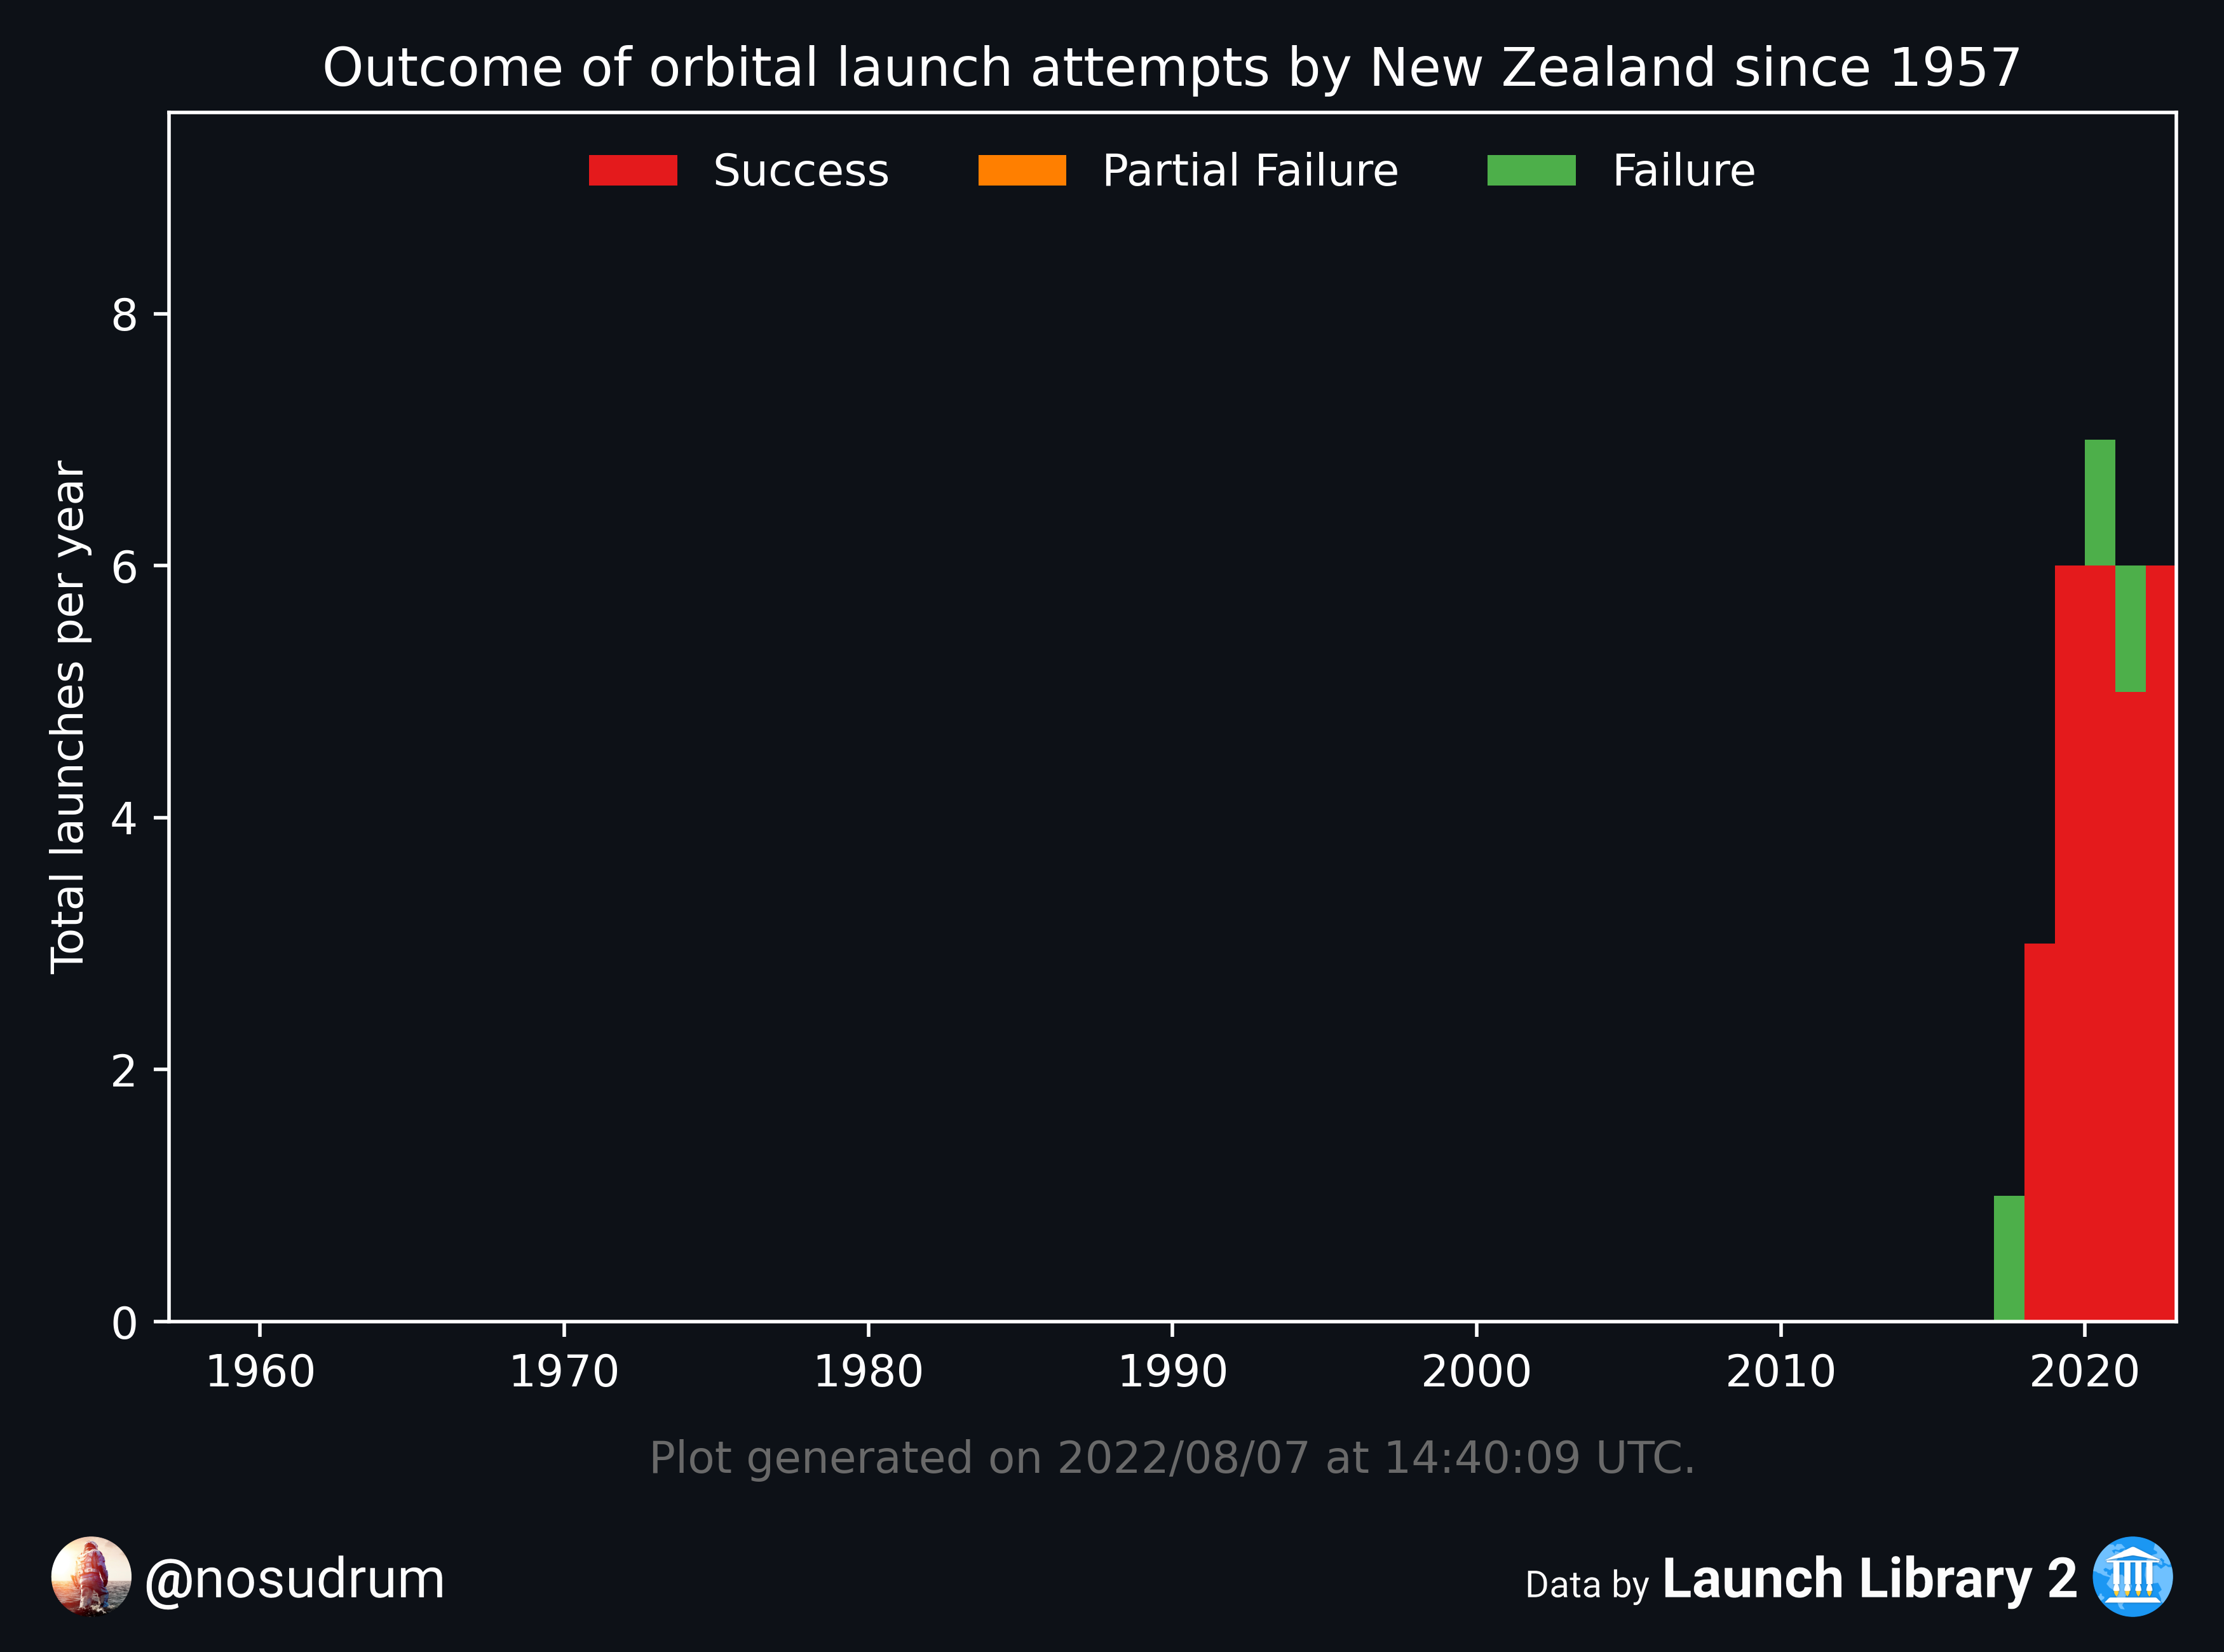 Outcome of orbital launch attempts by New Zealand since 1957
Success Partial Failure Failure
Total launches per year
8
6
4
2
0
1960 1970 1980 1990 2000 2010 2020
Plot generated on 2022/08/07 at 14:40:09 UTC.
@nosudrum
Data by Launch Library 2